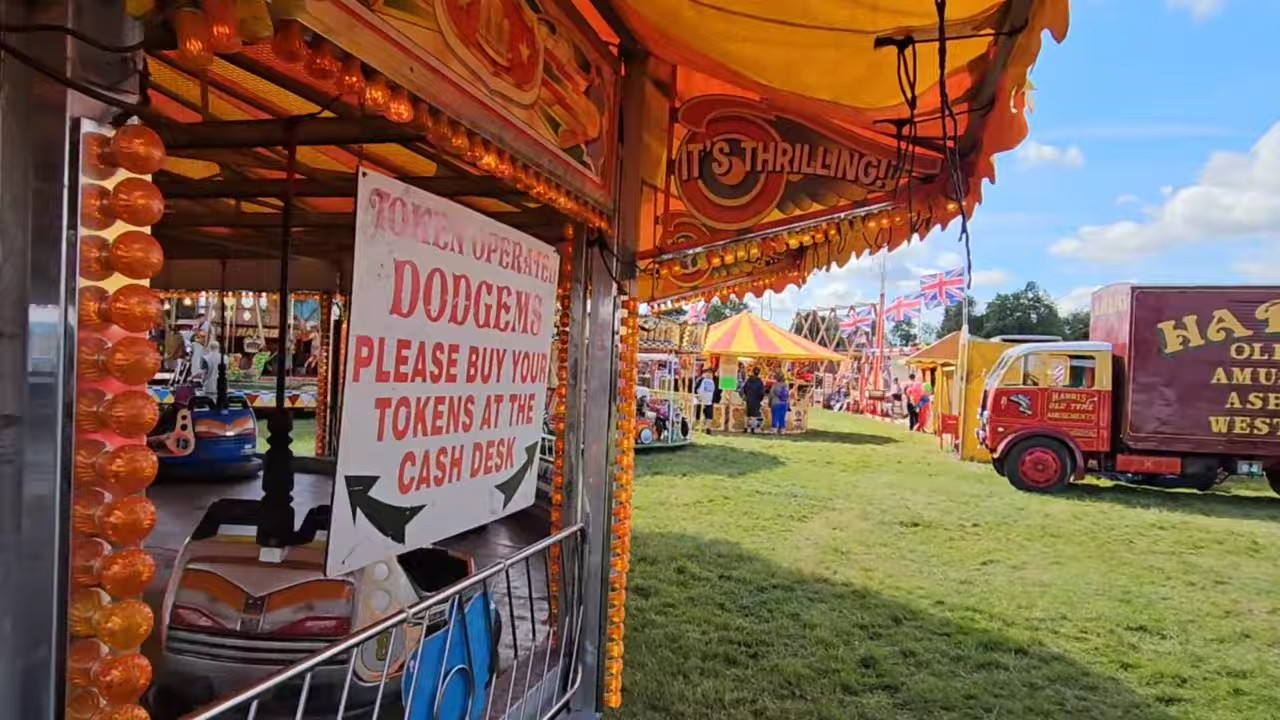 TOKEN OPERATED
DODGEMS
PLEASE BUY YOUR
TOKENS AT THE
CASH DESK
IT'S THRILLING!
HARRIS
OLD TYME
AMUSEMENTS
HA
OL
AMU
ASH
WEST